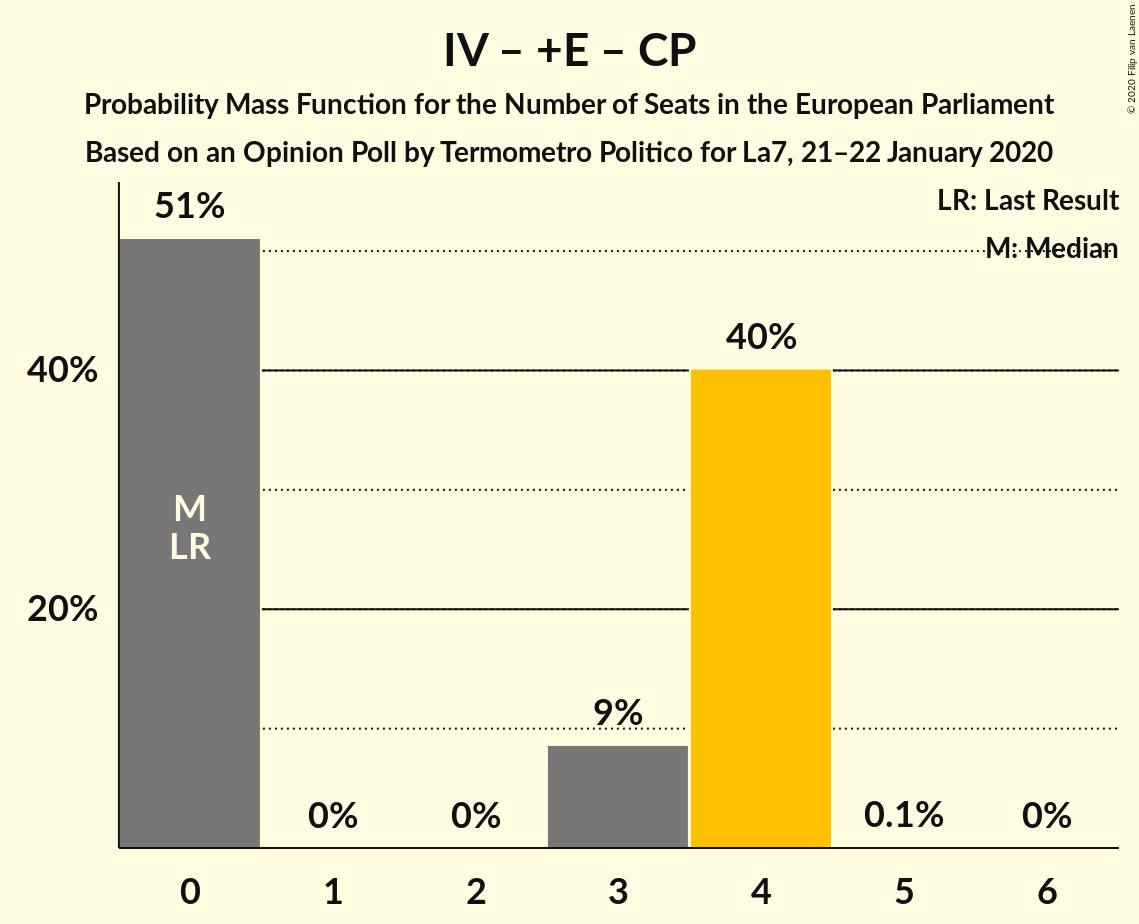 IV – +E – CP
Probability Mass Function for the Number of Seats in the European Parliament
Based on an Opinion Poll by Termometro Politico for La7, 21–22 January 2020
© 2020 Filip van Laenen
LR: Last Result
M: Median
51%
40%
40%
M
LR
20%
9%
0%
0%
0.1%
0%
0
1
2
3
4
5
6